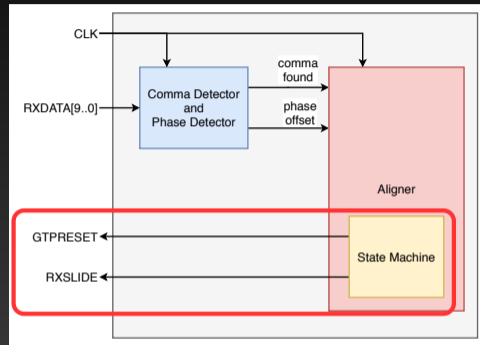 CLK
comma
found
Comma Detector
and
Phase Detector
RXDATA[9..0]
phase
offset
Aligner
GTPRESET
State Machine
RXSLIDE